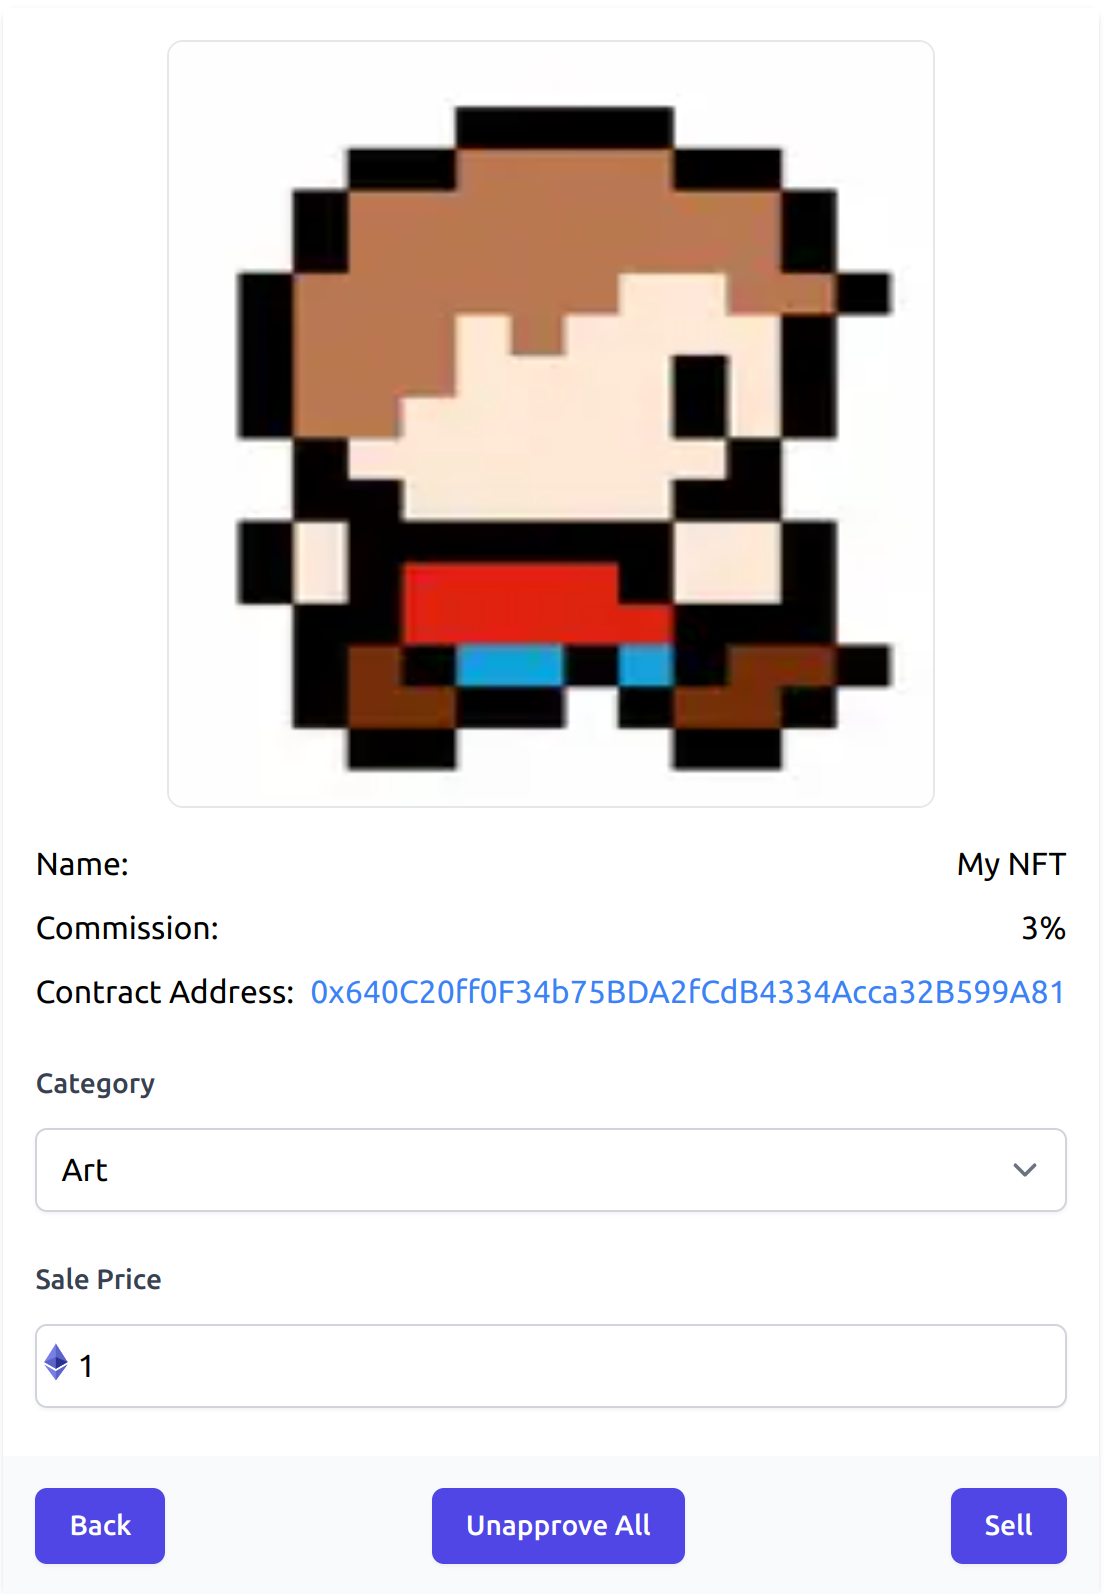 Name: My NFT
Commission: 3%
Contract Address: 0x640C20ff0F34b75BDA2fCdB4334Acca32B599A81
Category
Art
Sale Price
1
Back Unapprove All Sell